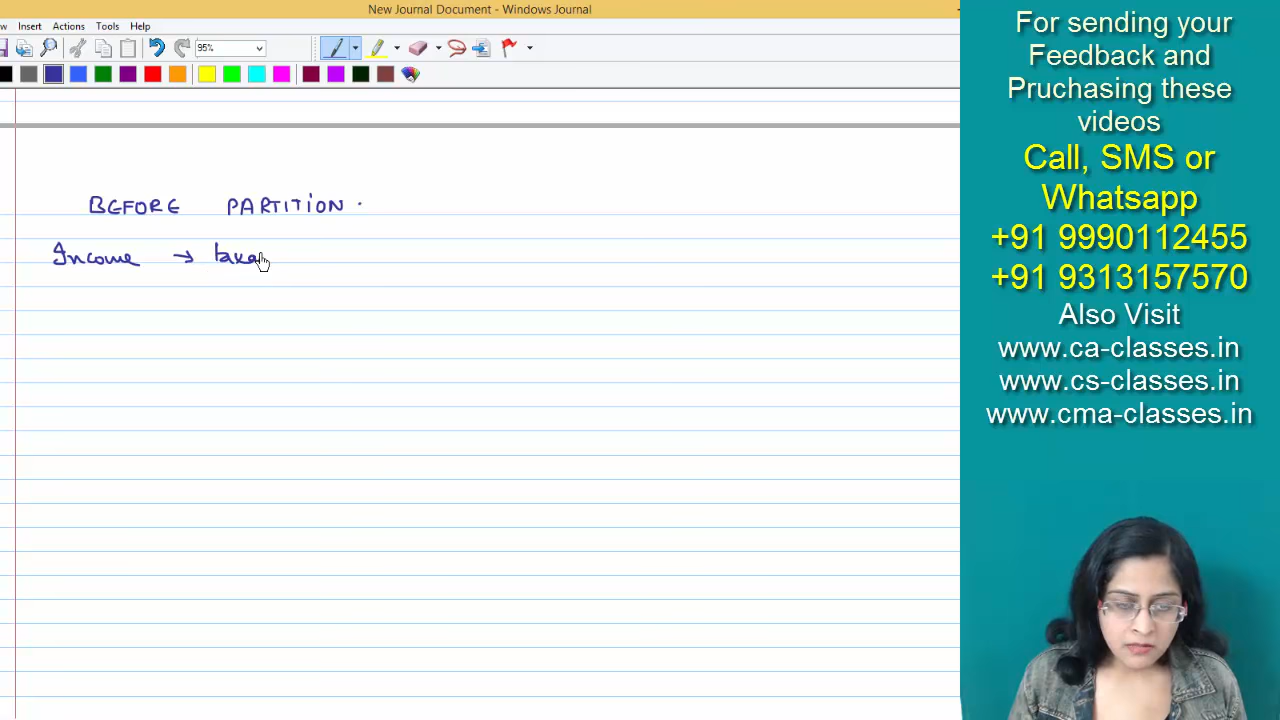 New Journal Document - Windows Journal
Insert Actions Tools Help
95%
BEFORE PARTITION .
Income → taxa
For sending your
Feedback and
Pruchasing these
videos
Call, SMS or
Whatsapp
+91 9990112455
+91 9313157570
Also Visit
www.ca-classes.in
www.cs-classes.in
www.cma-classes.in